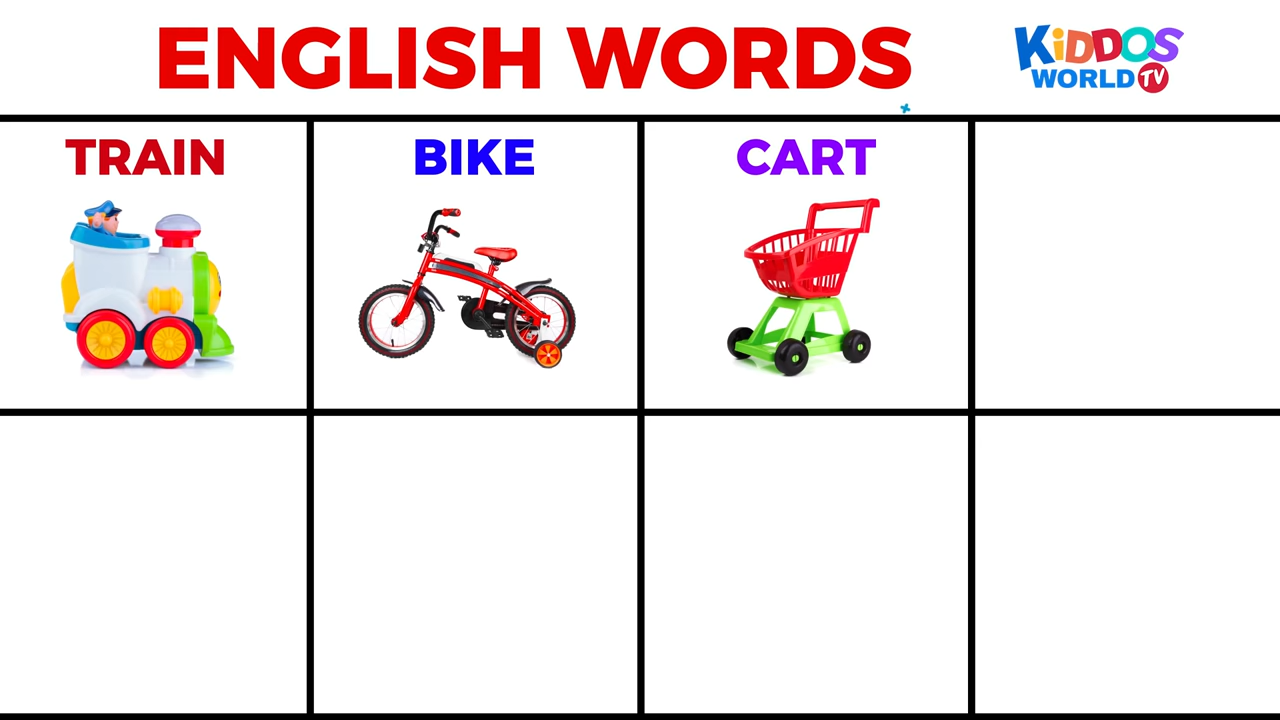 ENGLISH WORDS
KiDDOS
WORLD TV
TRAIN
BIKE
CART